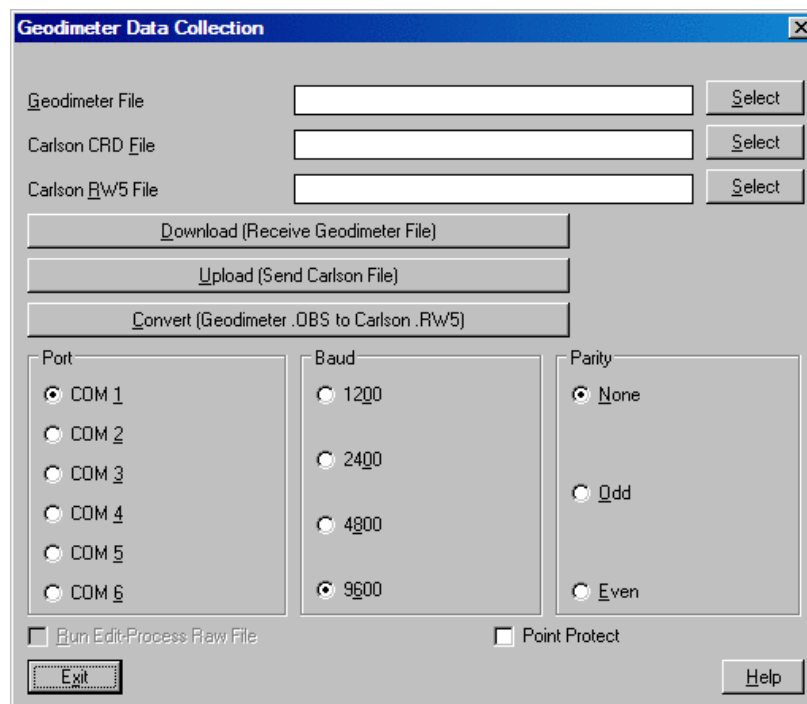 Geodimeter Data Collection
Geodimeter File
Select
Carlson CRD File
Select
Carlson RW5 File
Select
Download (Receive Geodimeter File)
Upload (Send Carlson File)
Convert (Geodimeter .OBS to Carlson .RW5)
Port
COM 1
COM 2
COM 3
COM 4
COM 5
COM 6
Baud
1200
2400
4800
9600
Parity
None
Odd
Even
Run Edit-Process Raw File
Point Protect
Exit
Help